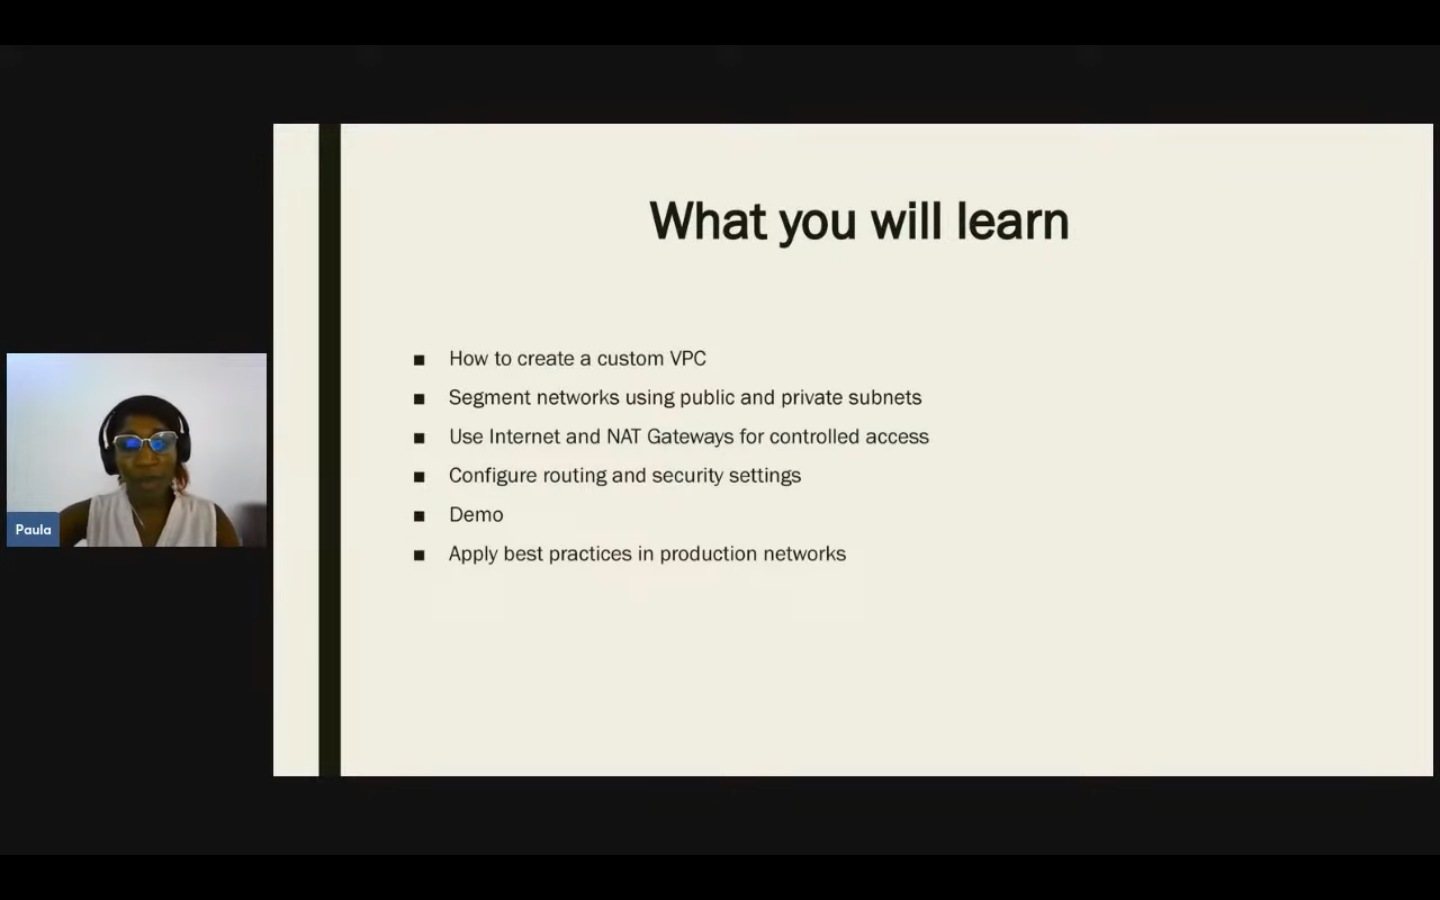 What you will learn
How to create a custom VPC
Segment networks using public and private subnets
Use Internet and NAT Gateways for controlled access
Configure routing and security settings
Demo
Apply best practices in production networks
Paula